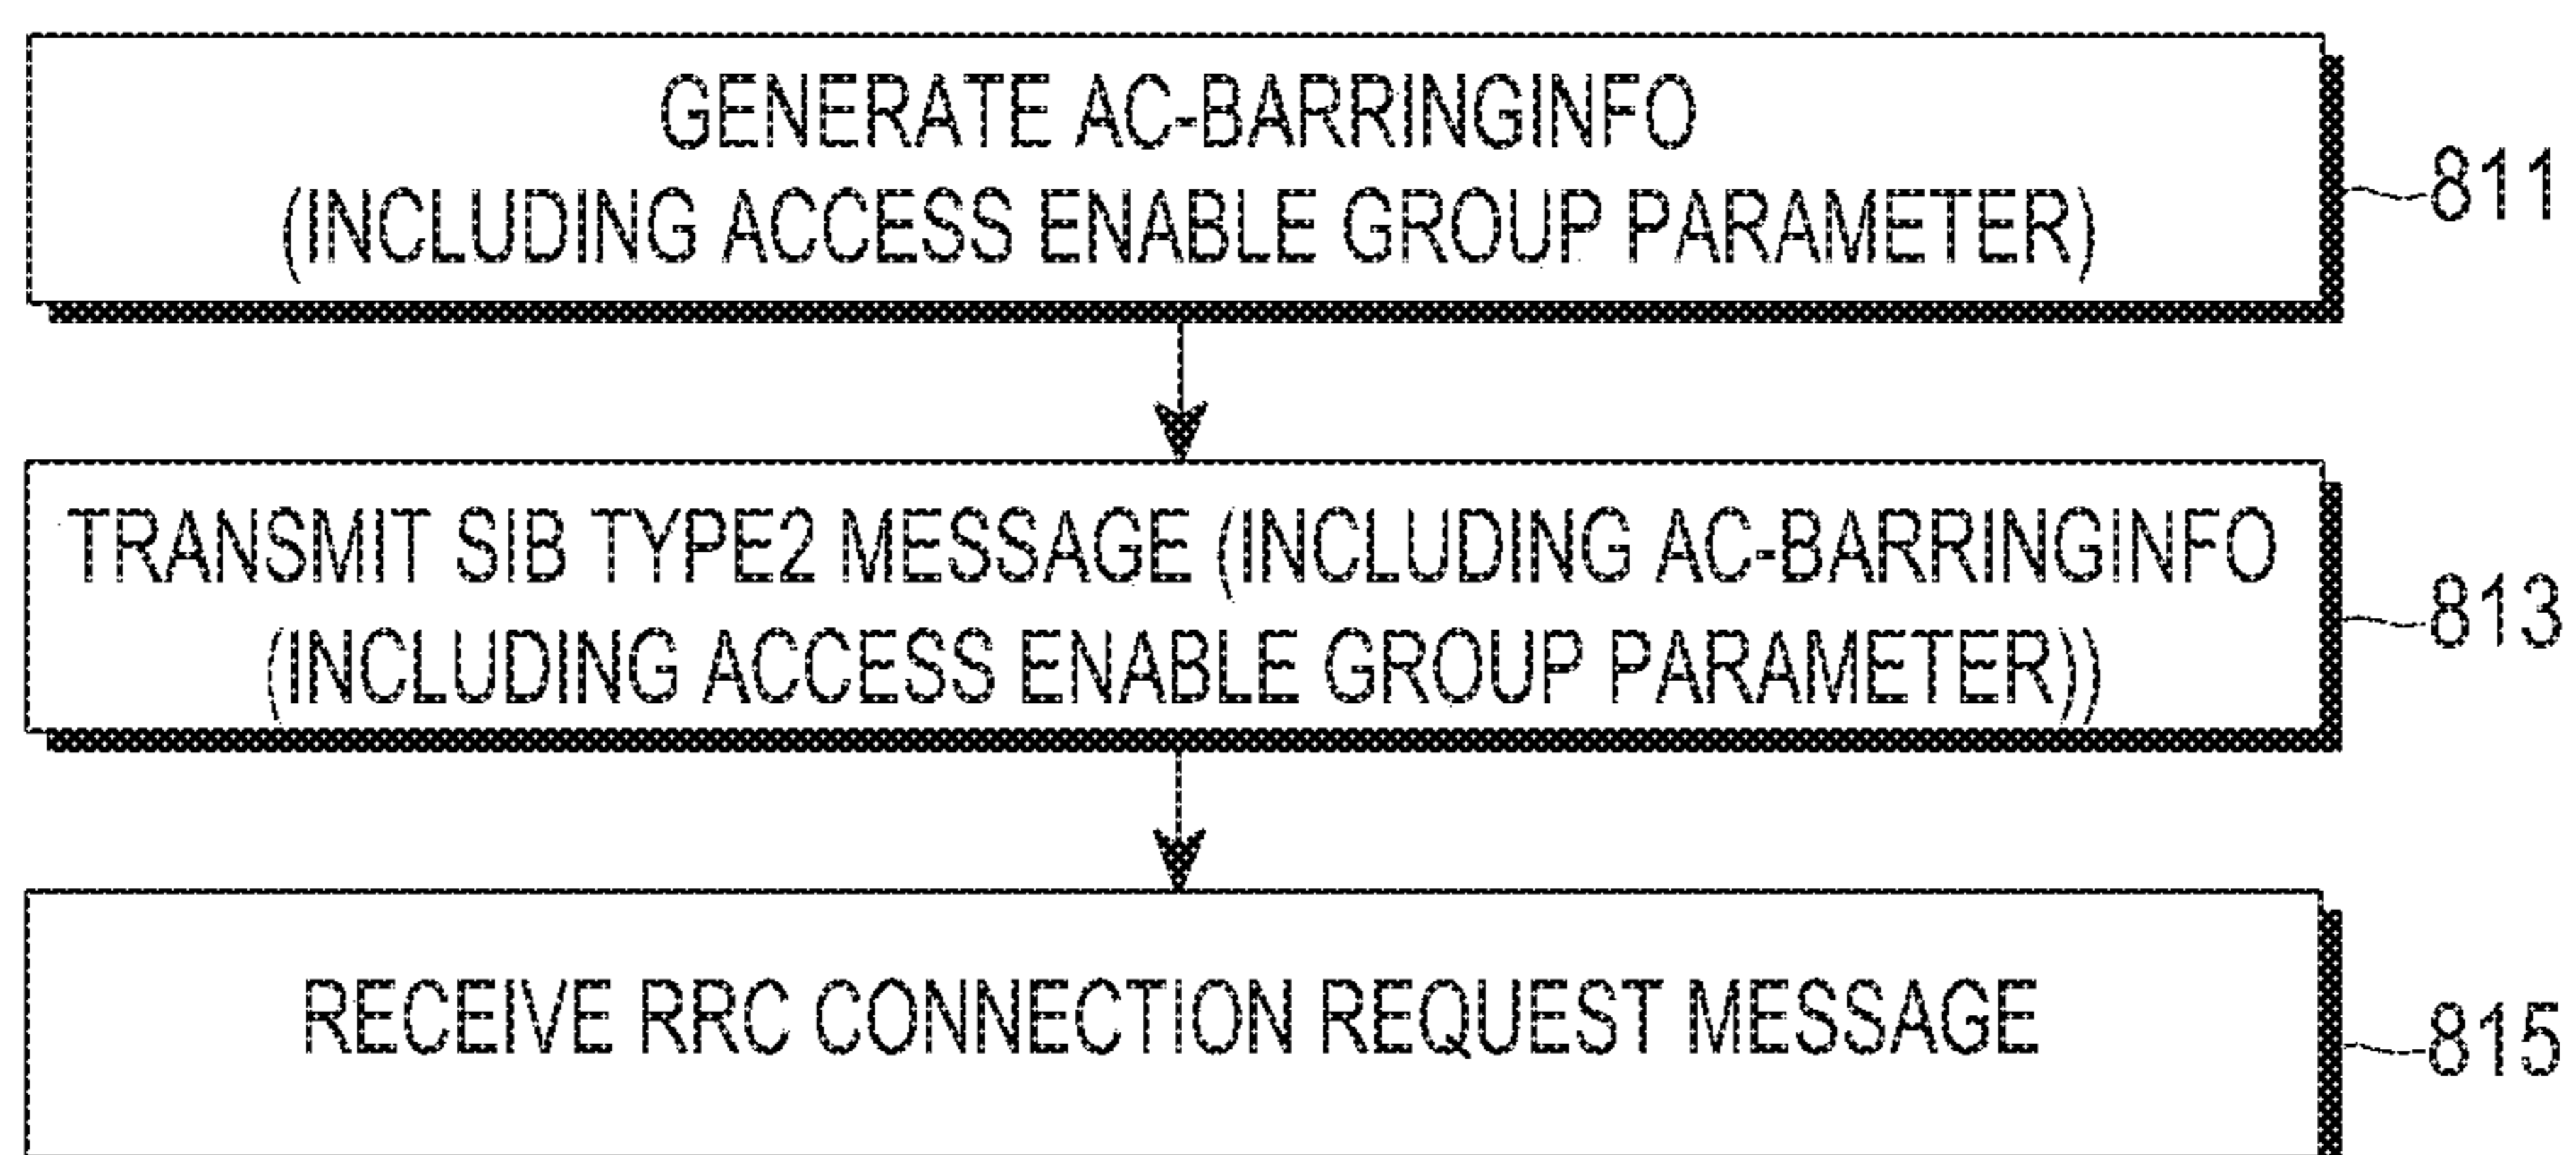 GENERATE AC-BARRINGINFO
(INCLUDING ACCESS ENABLE GROUP PARAMETER)
811
TRANSMIT SIB TYPE2 MESSAGE (INCLUDING AC-BARRINGINFO
(INCLUDING ACCESS ENABLE GROUP PARAMETER))
813
RECEIVE RRC CONNECTION REQUEST MESSAGE
815